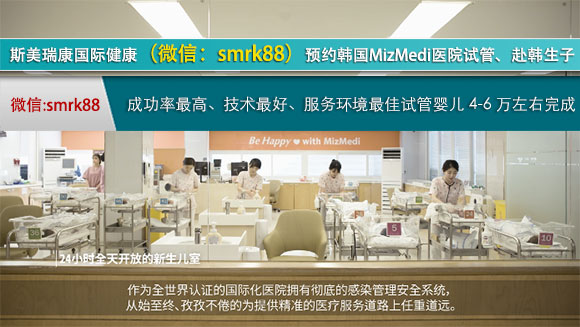 斯美瑞康国际健康 (微信：smrk88) 预约韩国MizMedi医院试管、赴韩生子
微信:smrk88 成功率最高、技术最好、服务环境最佳试管婴儿 4-6 万左右完成
Be Happy ♥ with MizMedi
5
9
10
24小时全天开放的新生儿室
作为全世界认证的国际化医院拥有彻底的感染管理安全系统，
从始至终、孜孜不倦的为提供精准的医疗服务道路上任重道远。